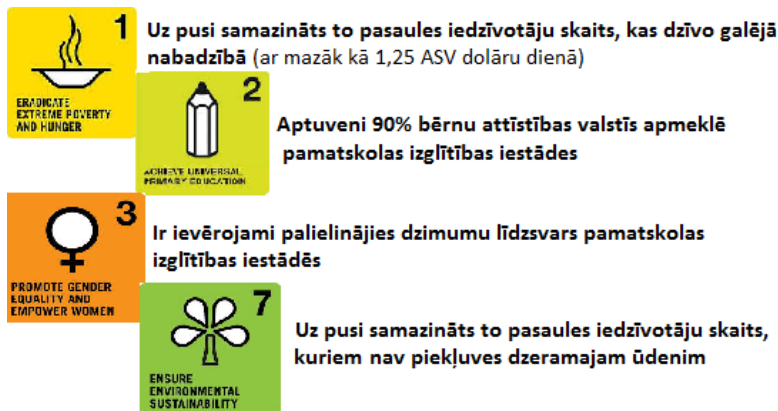 1
Uz pusi samazināts to pasaules iedzīvotāju skaits, kas dzīvo galējā
nabadzībā (ar mazāk kā 1,25 ASV dolāru dienā)
ERADICATE
EXTREME POVERTY
AND HUNGER
2
Aptuveni 90% bērnu attīstības valstīs apmeklē
pamatskolas izglītības iestādes
ACHIEVE UNIVERSAL
PRIMARY EDUCATION
3
Ir ievērojami palielinājies dzimumu līdzsvars pamatskolas
izglītības iestādēs
PROMOTE GENDER
EQUALITY AND
EMPOWER WOMEN
7
Uz pusi samazināts to pasaules iedzīvotāju skaits,
kuriem nav piekļuves dzeramajam ūdenim
ENSURE
ENVIRONMENTAL
SUSTAINABILITY